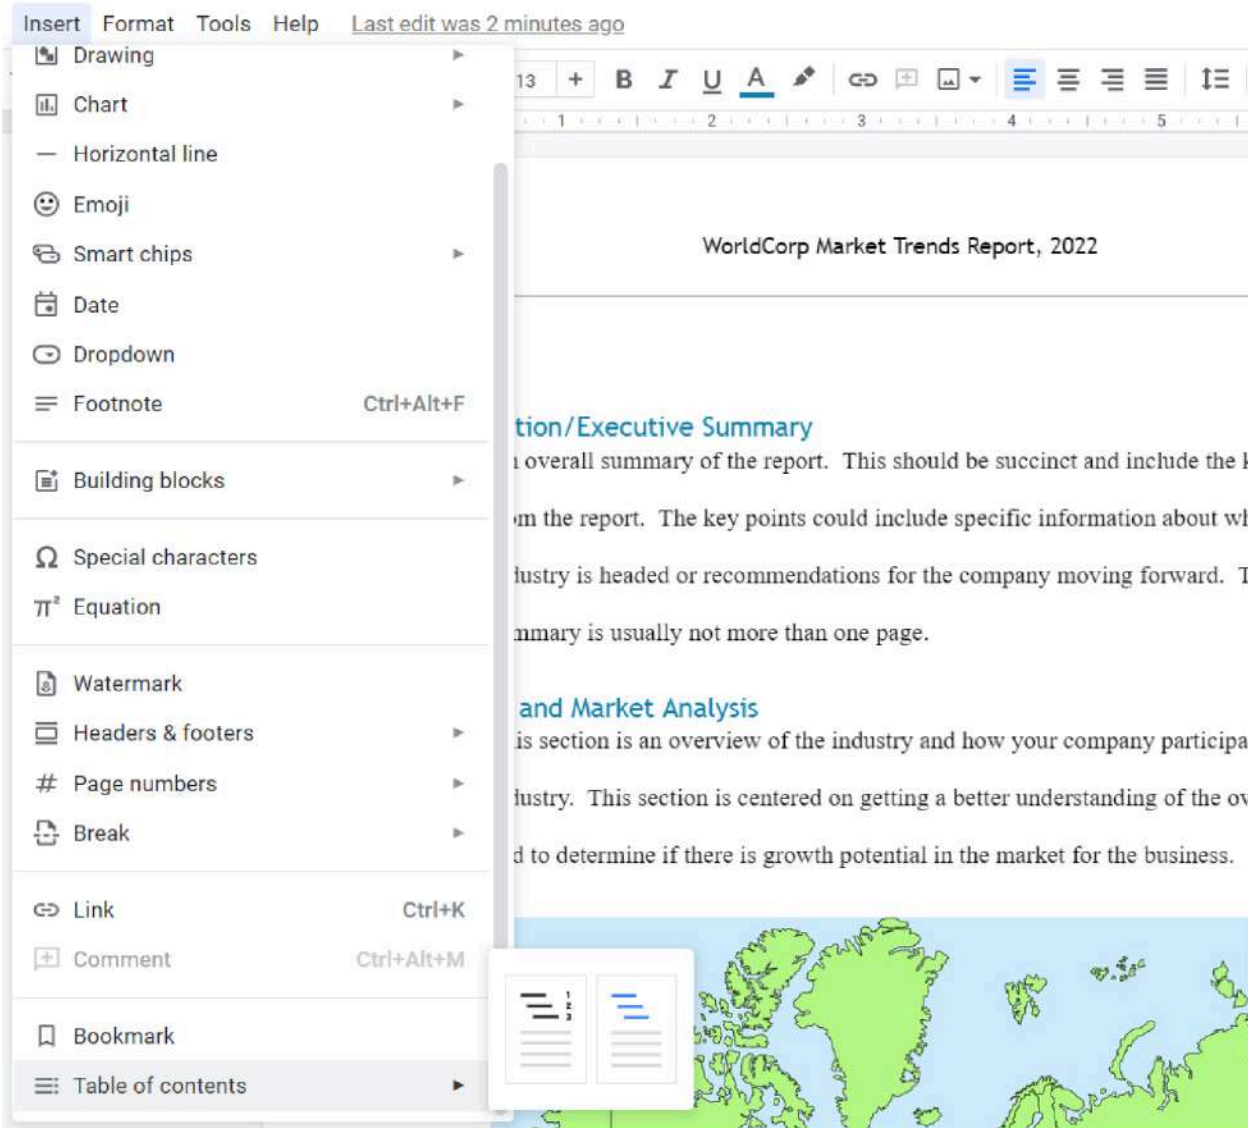 Insert Format Tools Help Last edit was 2 minutes ago
Drawing
13 + B I U A
Chart
1 2 3 4 5
Horizontal line
Emoji
WorldCorp Market Trends Report, 2022
Smart chips
Date
Dropdown
Footnote Ctrl+Alt+F
tion/Executive Summary
overall summary of the report. This should be succinct and include the
Building blocks
m the report. The key points could include specific information about wh
Special characters
dustry is headed or recommendations for the company moving forward. T
π² Equation
mmary is usually not more than one page.
Watermark
and Market Analysis
Headers & footers
is section is an overview of the industry and how your company participa
# Page numbers
dustry. This section is centered on getting a better understanding of the ov
Break
d to determine if there is growth potential in the market for the business.
Link Ctrl+K
Comment Ctrl+Alt+M
1
2
3
Bookmark
Table of contents